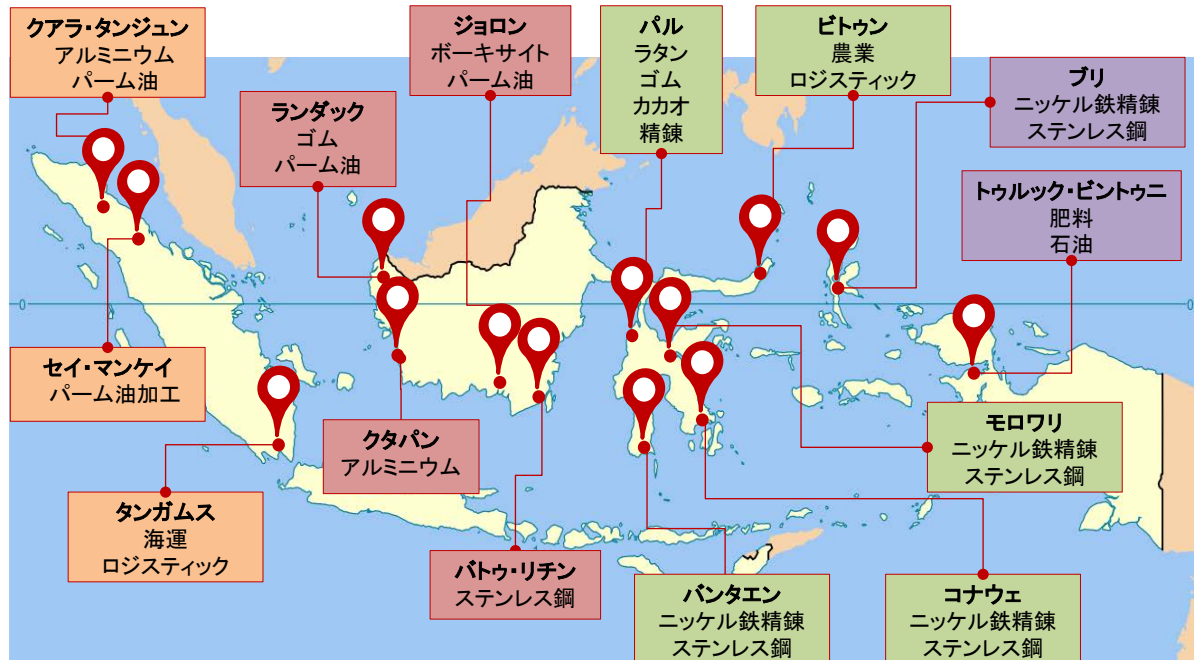 クアラ・タンジュン
アルミニウム
パーム油
ジョロン
ボーキサイト
パーム油
パル
ラタン
ゴム
カカオ
精錬
ビトゥン
農業
ロジスティック
ブリ
ニッケル鉄精錬
ステンレス鋼
ランダック
ゴム
パーム油
トゥルック・ビントゥニ
肥料
石油
0
0
セイ・マンケイ
パーム油加工
クタパン
アルミニウム
モロワリ
ニッケル鉄精錬
ステンレス鋼
タンガムス
海運
ロジスティック
バトゥ・リチン
ステンレス鋼
バンタエン
ニッケル鉄精錬
ステンレス鋼
コナウェ
ニッケル鉄精錬
ステンレス鋼